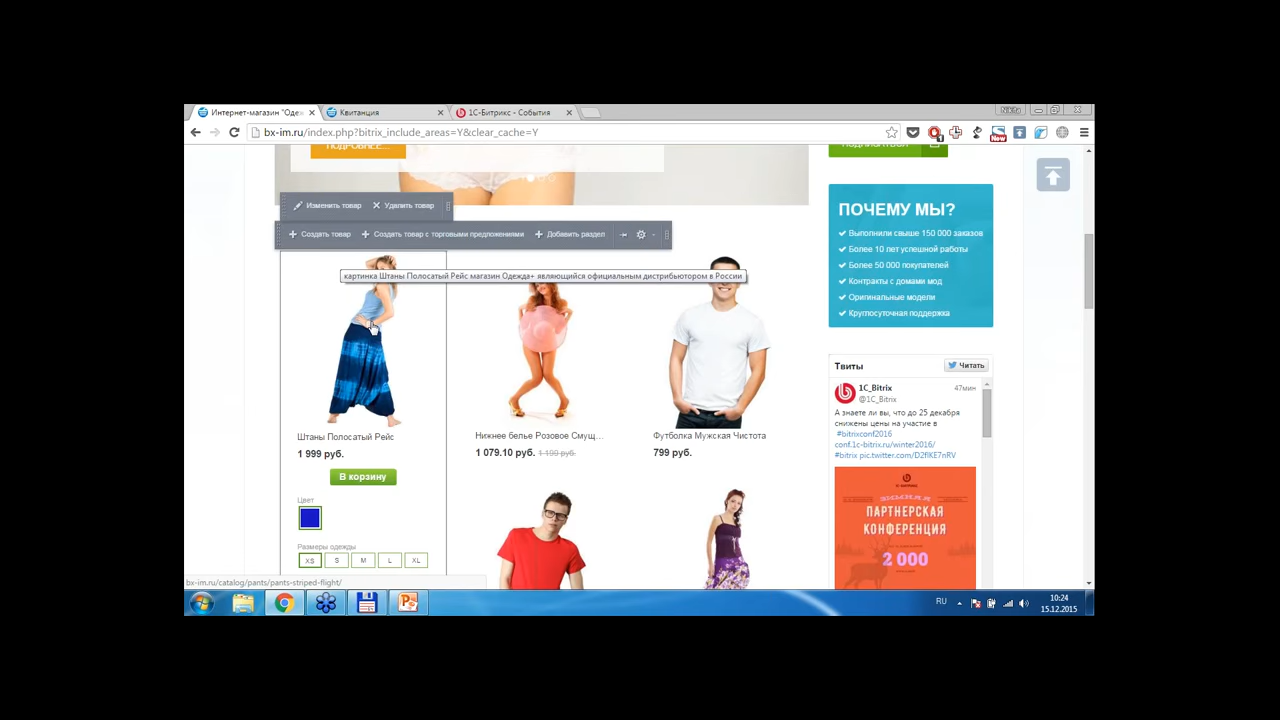 Интернет-магазин "Одеж
Квитанция
1С-Битрикс - События
Nikita
bx-im.ru/index.php?bitrix_include_areas=Y&clear_cache=Y
New
ПОДРОБНЕЕ...
Изменить товар
Удалить товар
Создать товар
Создать товар с торговыми предложениями
Добавить раздел
картинка Штаны Полосатый Рейс магазин Одежда+ являющийся официальным дистрибьютором в России
Штаны Полосатый Рейс
1 999 руб.
В корзину
Цвет
Размеры одежды
XS
S
M
L
XL
Нижнее белье Розовое Смущ...
1 079.10 руб. 1 199 руб.
Футболка Мужская Чистота
799 руб.
ПОЧЕМУ МЫ?
Выполнили свыше 150 000 заказов
Более 10 лет успешной работы
Более 50 000 покупателей
Контракты с домами мод
Оригинальные модели
Круглосуточная поддержка
Твиты
Читать
1C_Bitrix
47мин
@1C_Bitrix
А знаете ли вы, что до 25 декабря
снижены цены на участие в
#bitrixconf2016
conf.1c-bitrix.ru/winter2016/
#bitrix pic.twitter.com/D2flKE7nRV
ПАРТНЕРСКАЯ
КОНФЕРЕНЦИЯ
2 000
bx-im.ru/catalog/pants/pants-striped-flight/
RU
10:24
15.12.2015